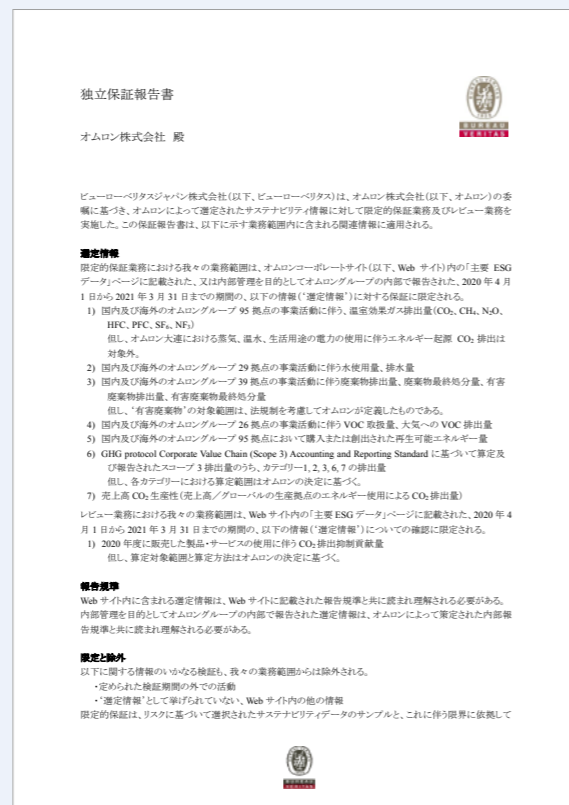 独立保証報告書
BUREAU
VERITAS
オムロン株式会社 殿
ビューローベリタスジャパン株式会社(以下、ビューローベリタス)は、オムロン株式会社(以下、オムロン)の委
嘱に基づき、オムロンによって選定されたサステナビリティ情報に対して限定的保証業務及びレビュー業務を
実施した。この保証報告書は、以下に示す業務範囲内に含まれる関連情報に適用される。
選定情報
限定的保証業務における我々の業務範囲は、オムロンコーポレートサイト(以下、Web サイト)内の「主要 ESG
データ」ページに記載された、又は内部管理を目的としてオムログループの内部で報告された、2020 年 4 月
1 日から 2021 年 3 月 31 日までの期間の、以下の情報(‘選定情報’)に対する保証に限定される。
1) 国内及び海外のオムロングループ 95 拠点の事業活動に伴う、温室効果ガス排出量(CO₂, CH₄, N₂O,
HFC, PFC, SF₆, NF₃)
但し、オムロン大連における蒸気、温水、生活用途の電力の使用に伴うエネルギー起源 CO₂ 排出は
対象外。
2) 国内及び海外のオムロングループ 29 拠点の事業活動に伴う水使用量、排水量
3) 国内及び海外のオムロングループ 39 拠点の事業活動に伴う廃棄物排出量、廃棄物最終処分量、有害
廃棄物排出量、有害廃棄物最終処分量
但し、‘有害廃棄物’の対象範囲は、法規制を考慮してオムロンが定義したものである。
4) 国内及び海外のオムロングループ 26 拠点の事業活動に伴う VOC 取扱量、大気への VOC 排出量
5) 国内及び海外のオムロングループ 95 拠点において購入または創出された再生可能エネルギー量
6) GHG protocol Corporate Value Chain (Scope 3) Accounting and Reporting Standard に基づいて算定及
び報告されたスコープ 3 排出量のうち、カテゴリー1, 2, 3, 6, 7 の排出量
但し、各カテゴリーにおける算定範囲はオムロンの決定に基づく。
7) 売上高 CO₂ 生産性(売上高／グローバルの生産拠点のエネルギー使用による CO₂ 排出量)
レビュー業務における我々の業務範囲は、Web サイト内の「主要 ESG データ」ページに記載された、2020 年 4
月 1 日から 2021 年 3 月 31 日までの期間の、以下の情報(‘選定情報’)についての確認に限定される。
1) 2020 年度に販売した製品・サービスの使用に伴う CO₂ 排出抑制貢献量
但し、算定対象範囲と算定方法はオムロンの決定に基づく。
報告規準
Web サイト内に含まれる選定情報は、Web サイトに記載された報告規準と共に読まれ理解される必要がある。
内部管理を目的としてオムログループの内部で報告された選定情報は、オムロンによって策定された内部報
告規準と共に読まれ理解される必要がある。
限定と除外
以下に関する情報のいかなる検証も、我々の業務範囲からは除外される。
・定められた検証期間の外での活動
・‘選定情報’として挙げられていない、Web サイト内の他の情報
限定的保証は、リスクに基づいて選択されたサステナビリティデータのサンプルと、これに伴う限界に依拠して